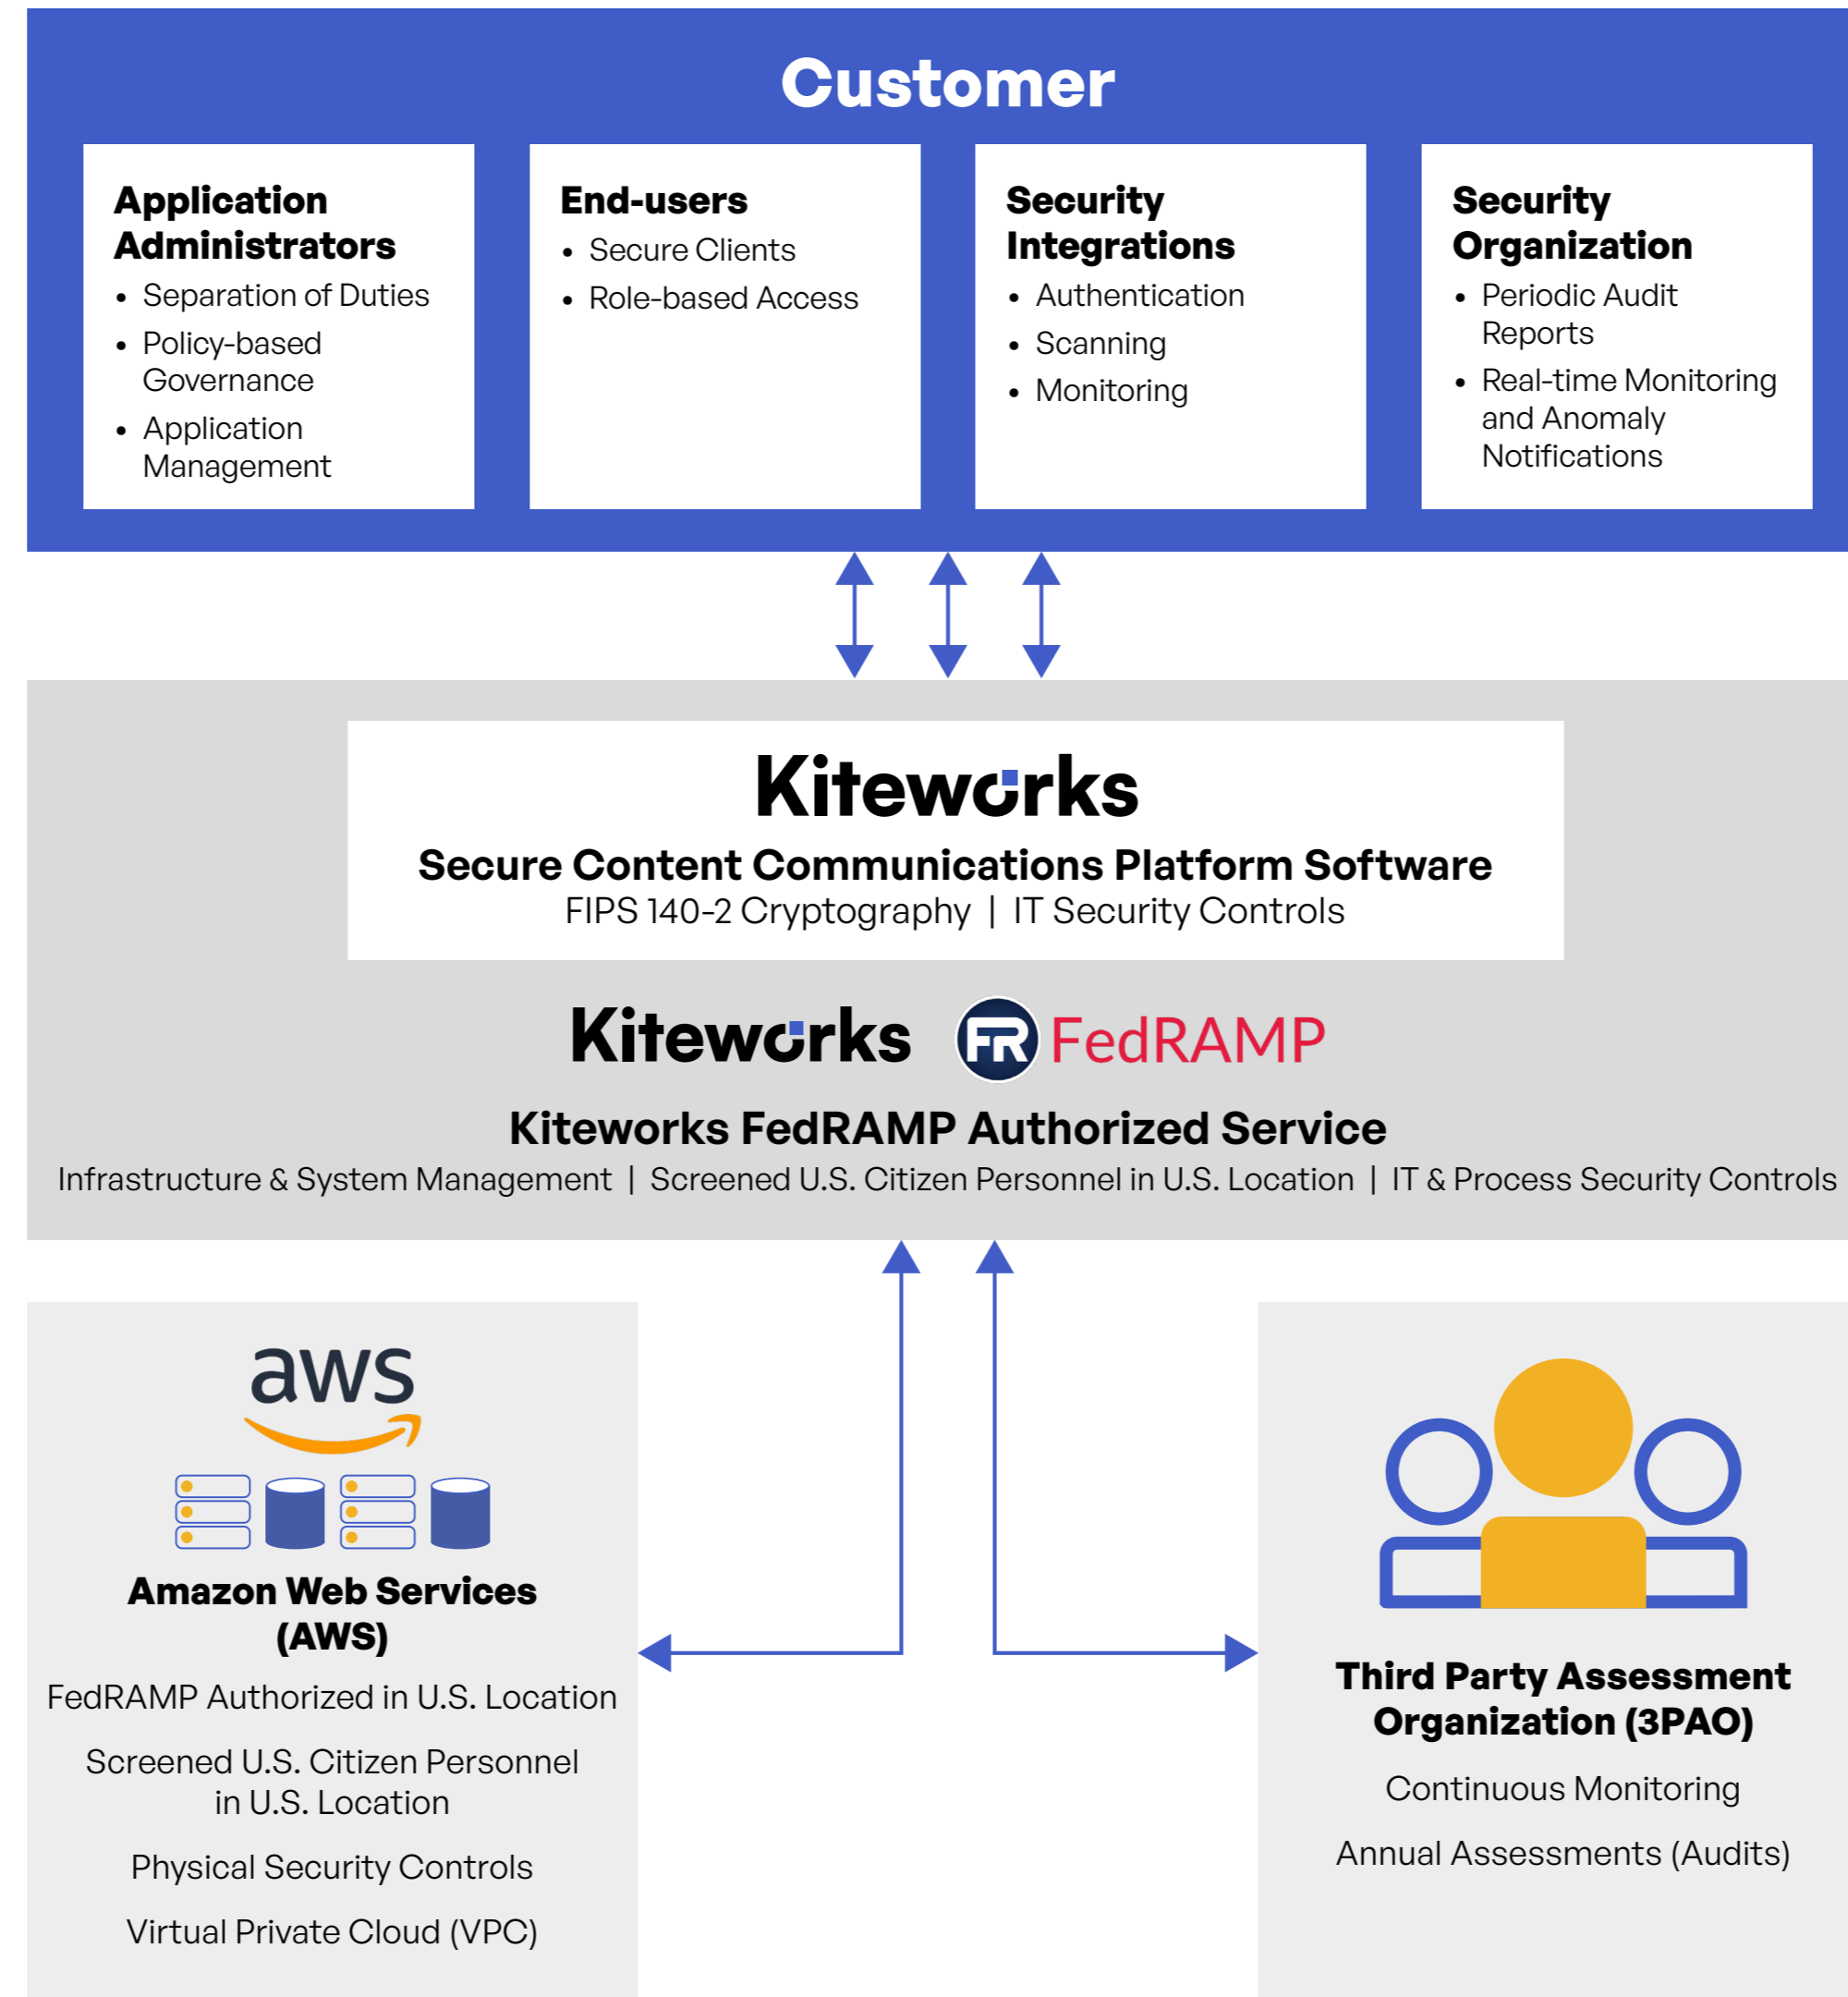 Customer
Application
Administrators
• Separation of Duties
• Policy-based
Governance
• Application
Management
End-users
• Secure Clients
• Role-based Access
Security
Integrations
• Authentication
• Scanning
• Monitoring
Security
Organization
• Periodic Audit
Reports
• Real-time Monitoring
and Anomaly
Notifications
Kiteworks
Secure Content Communications Platform Software
FIPS 140-2 Cryptography | IT Security Controls
Kiteworks FR FedRAMP
Kiteworks FedRAMP Authorized Service
Infrastructure & System Management | Screened U.S. Citizen Personnel in U.S. Location | IT & Process Security Controls
aws
Amazon Web Services
(AWS)
FedRAMP Authorized in U.S. Location
Screened U.S. Citizen Personnel
in U.S. Location
Physical Security Controls
Virtual Private Cloud (VPC)
Third Party Assessment
Organization (3PAO)
Continuous Monitoring
Annual Assessments (Audits)